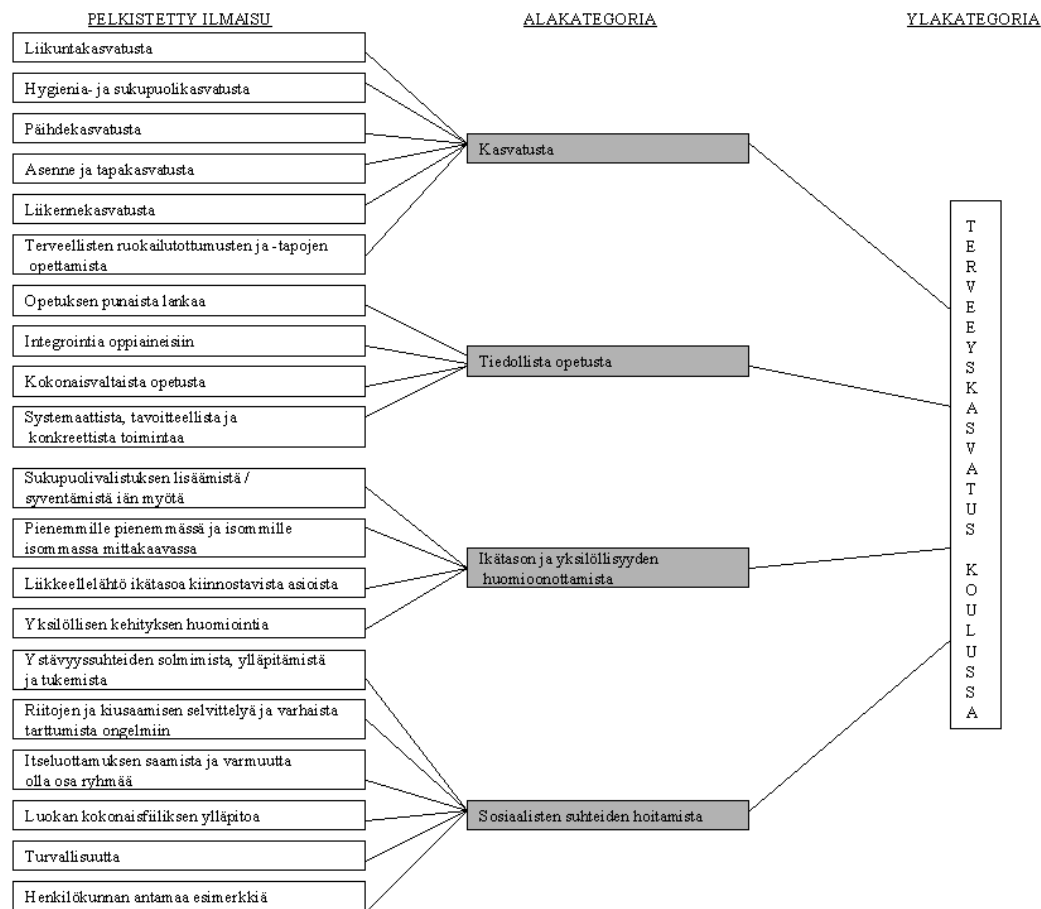 PELKISTETTY ILMAISU
ALAKATEGORIA
YLAKATEGORIA
Liikuntakasvatusta
Hygienia- ja sukupuolikasvatusta
Päihdekasvatusta
Asenne ja tapakasvatusta
Liikennekasvatusta
Terveellisten ruokailutottumusten ja -tapojen
opettamista
Kasvatusta
Opetuksen punaista lankaa
Integrointia oppiaineisiin
Kokonaisvaltaista opetusta
Systemaattista, tavoitteellista ja
konkreettista toimintaa
Tiedollista opetusta
Sukupuolivalistuksen lisäämistä /
syventämistä iän myötä
Pienemmille pienemmässä ja isommille
isommassa mittakaavassa
Liikkeellelähtö ikätasoa kiinnostavista asioista
Yksilöllisen kehityksen huomiointia
Ikätason ja yksilöllisyyden
huomioonottamista
Ystävyyssuhteiden solmimista, ylläpitämistä
ja tukemista
Riitojen ja kiusaamisen selvittelyä ja varhaista
tarttumista ongelmiin
Itseluottamuksen saamista ja varmuutta
olla osa ryhmää
Luokan kokonaisfiiliksen ylläpitoa
Turvallisuutta
Henkilökunnan antamaa esimerkkiä
Sosiaalisten suhteiden hoitamista
TERVEEYSKASVATUS KOULUSSA